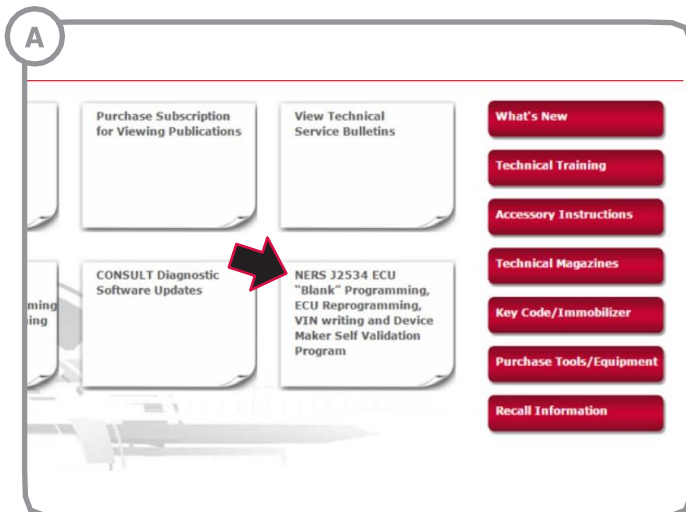 A
Purchase Subscription
for Viewing Publications
View Technical
Service Bulletins
What's New
Technical Training
Accessory Instructions
Technical Magazines
Key Code/Immobilizer
Purchase Tools/Equipment
Recall Information
CONSULT Diagnostic
Software Updates
NERS J2534 ECU
"Blank" Programming,
ECU Reprogramming,
VIN writing and Device
Maker Self Validation
Program
ming
ing